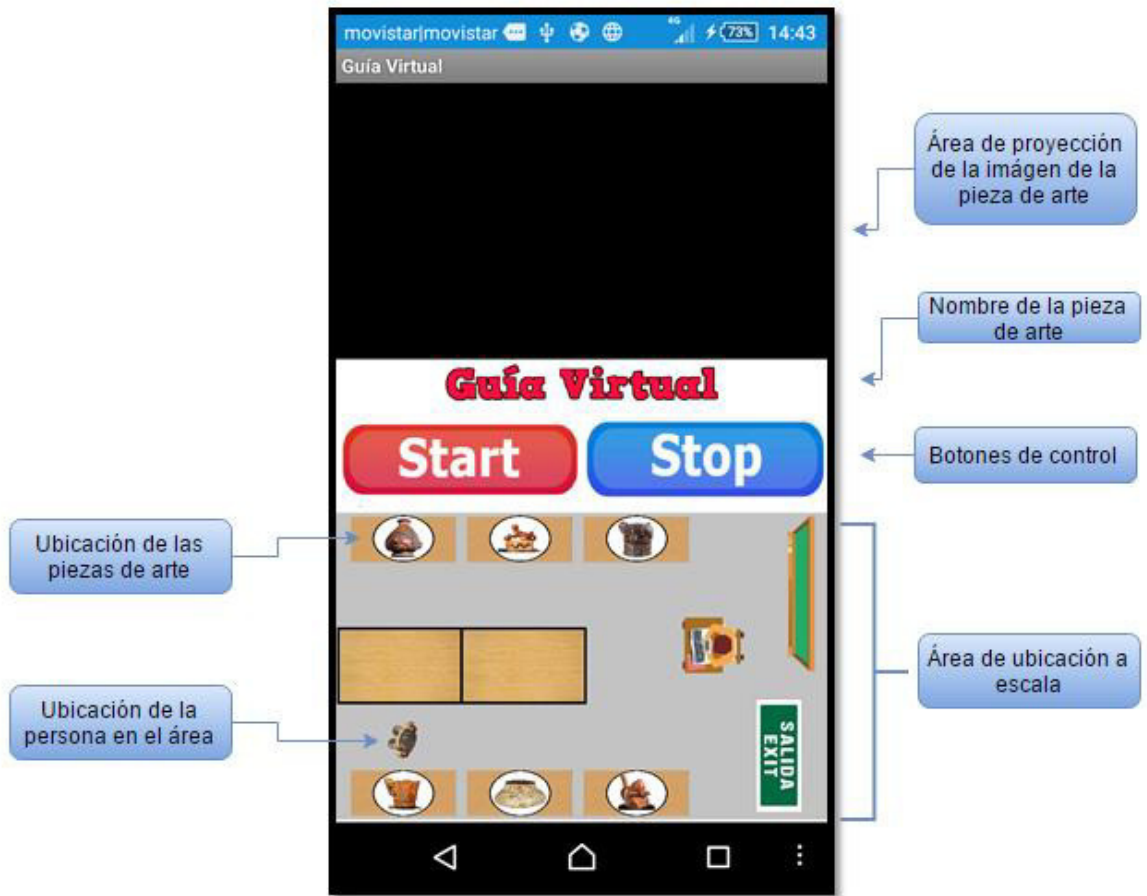 movistar|movistar 4G 73% 14:43
Guía Virtual
Área de proyección
de la imágen de la
pieza de arte
Nombre de la pieza
de arte
Guía Virtual
Start Stop
Botones de control
Ubicación de las
piezas de arte
Área de ubicación a
escala
Ubicación de la
persona en el área
SALIDA
EXIT